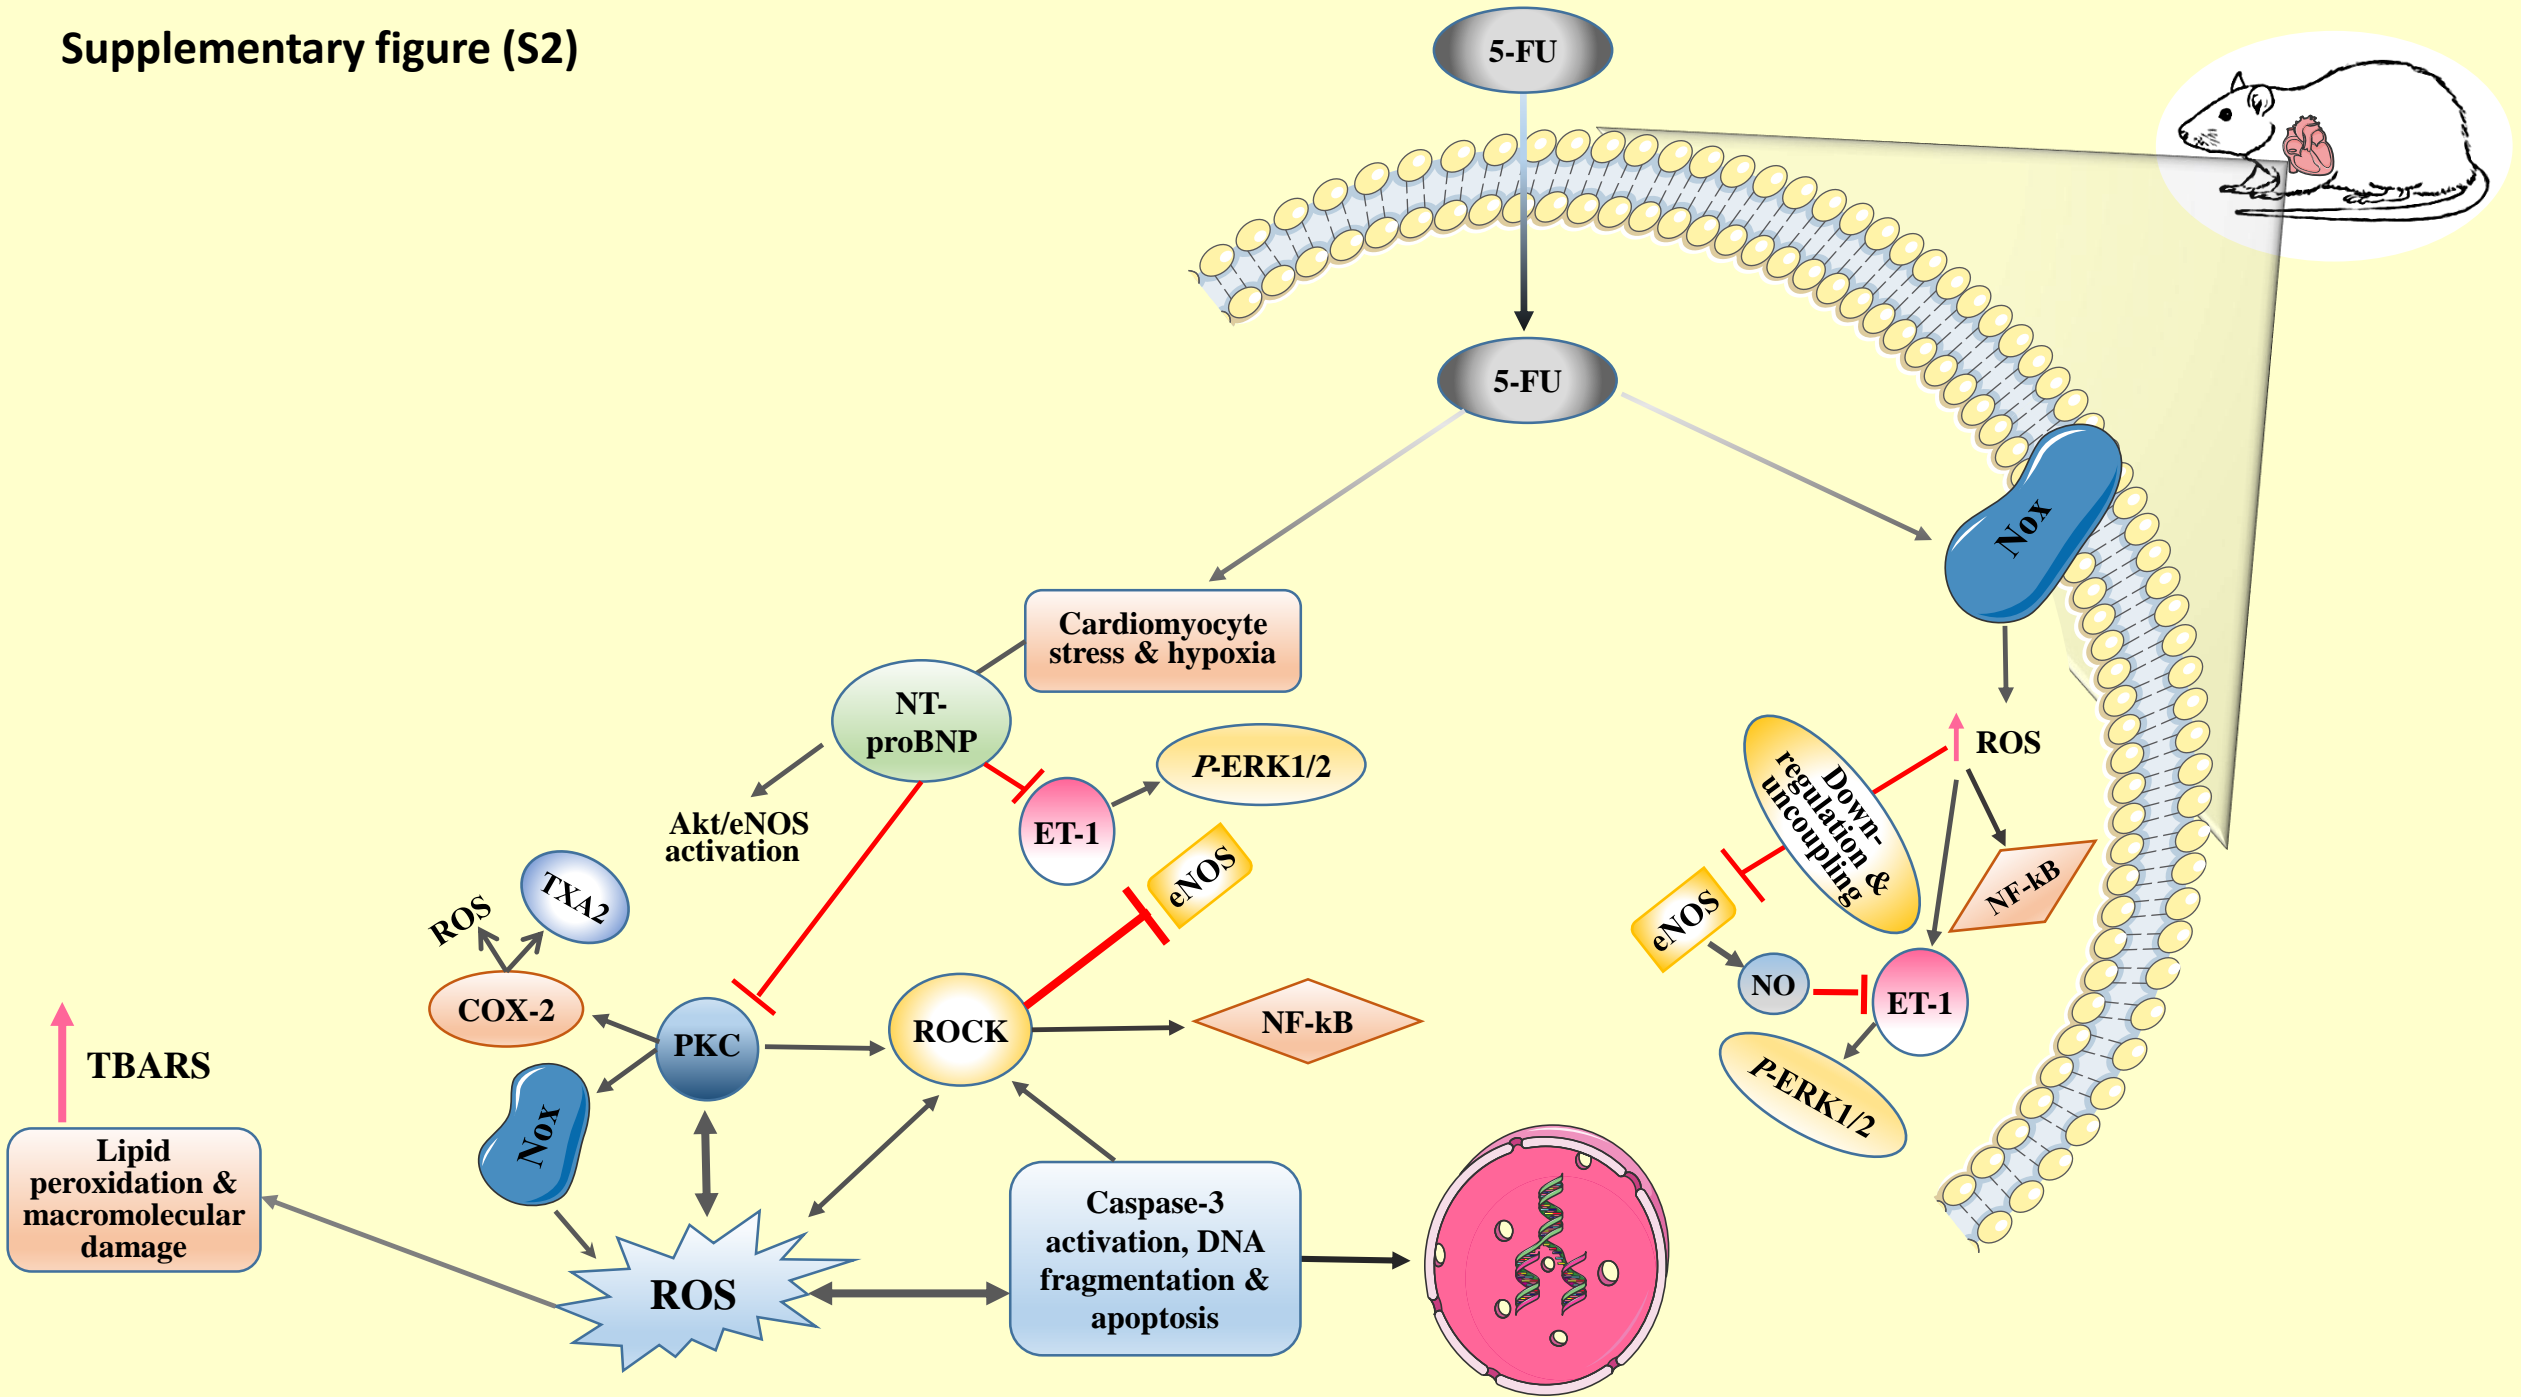 Supplementary figure (S2)
5-FU
5-FU
Nox
Cardiomyocyte
stress & hypoxia
NT-
proBNP
P-ERK1/2
ET-1
Akt/eNOS
activation
eNOS
TXA2
ROS
COX-2
PKC
ROCK
NF-kB
Nox
TBARS
Lipid
peroxidation &
macromolecular
damage
ROS
Caspase-3
activation, DNA
fragmentation &
apoptosis
ROS
Down-
regulation &
uncoupling
NF-kB
eNOS
NO
ET-1
P-ERK1/2